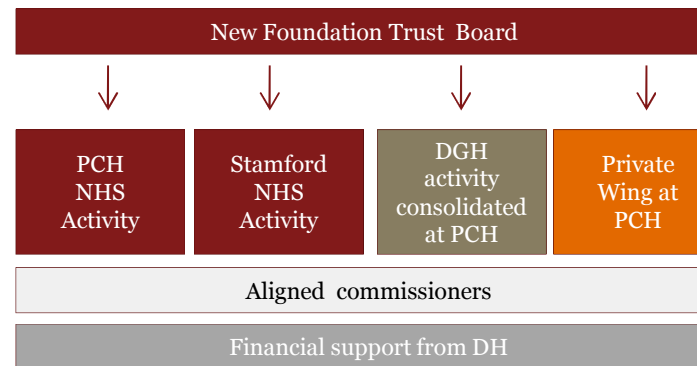 New Foundation Trust Board
PCH
NHS
Activity
Stamford
NHS
Activity
DGH
activity
consolidated
at PCH
Private
Wing at
PCH
Aligned commissioners
Financial support from DH